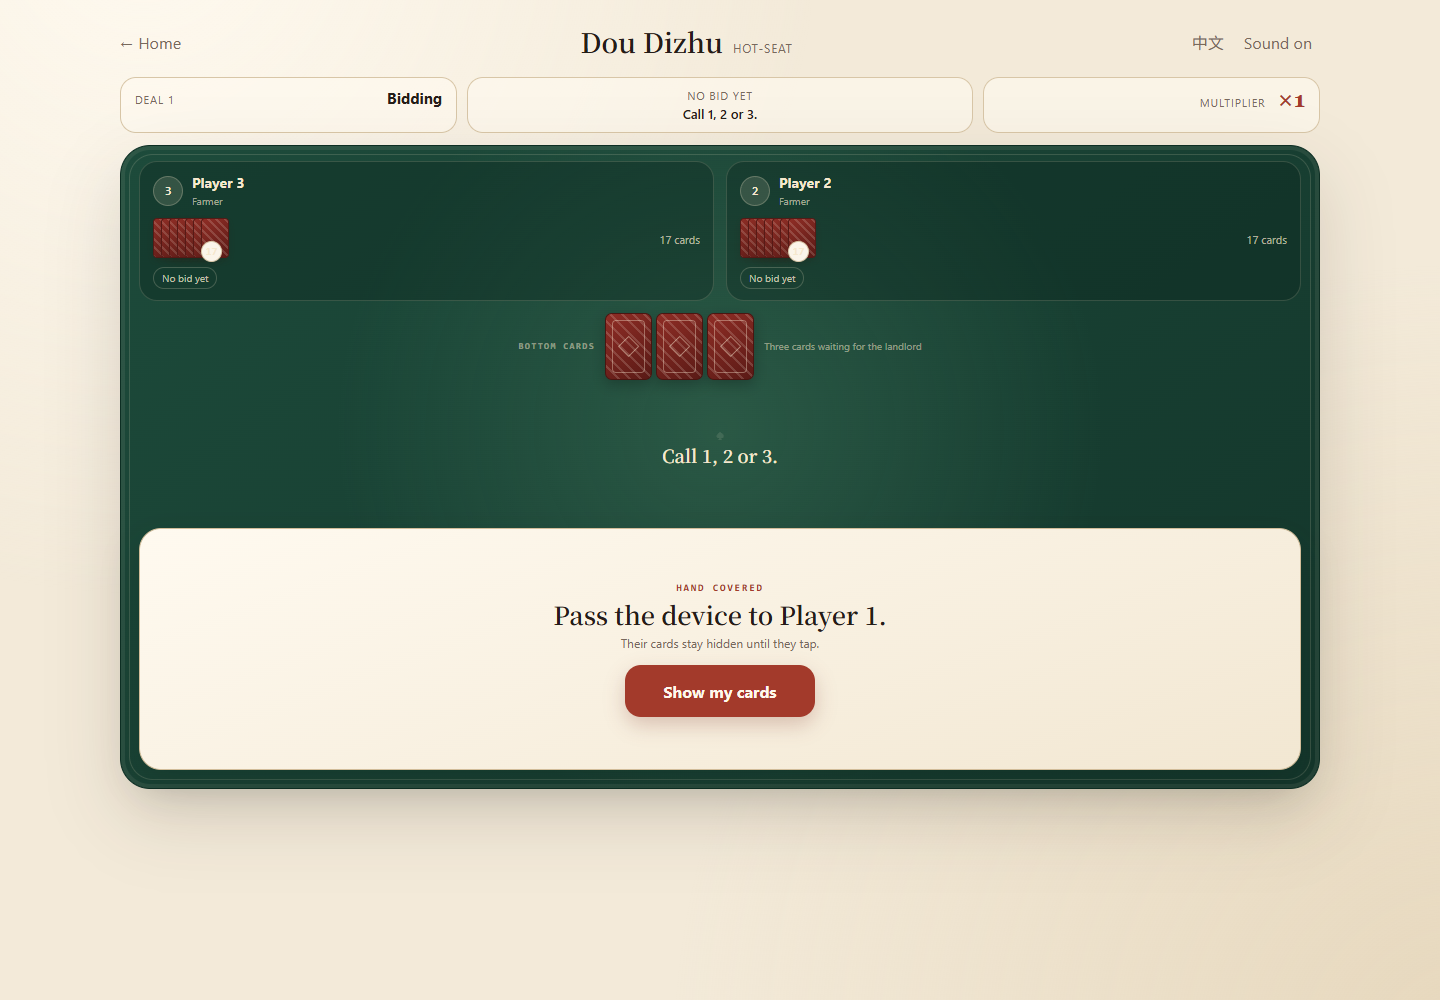 ← Home
Dou Dizhu HOT-SEAT
中文 Sound on
DEAL 1 Bidding
NO BID YET
Call 1, 2 or 3.
MULTIPLIER ×1
3 Player 3
Farmer
17 cards
No bid yet
2 Player 2
Farmer
17 cards
No bid yet
BOTTOM CARDS
Three cards waiting for the landlord
Call 1, 2 or 3.
HAND COVERED
Pass the device to Player 1.
Their cards stay hidden until they tap.
Show my cards